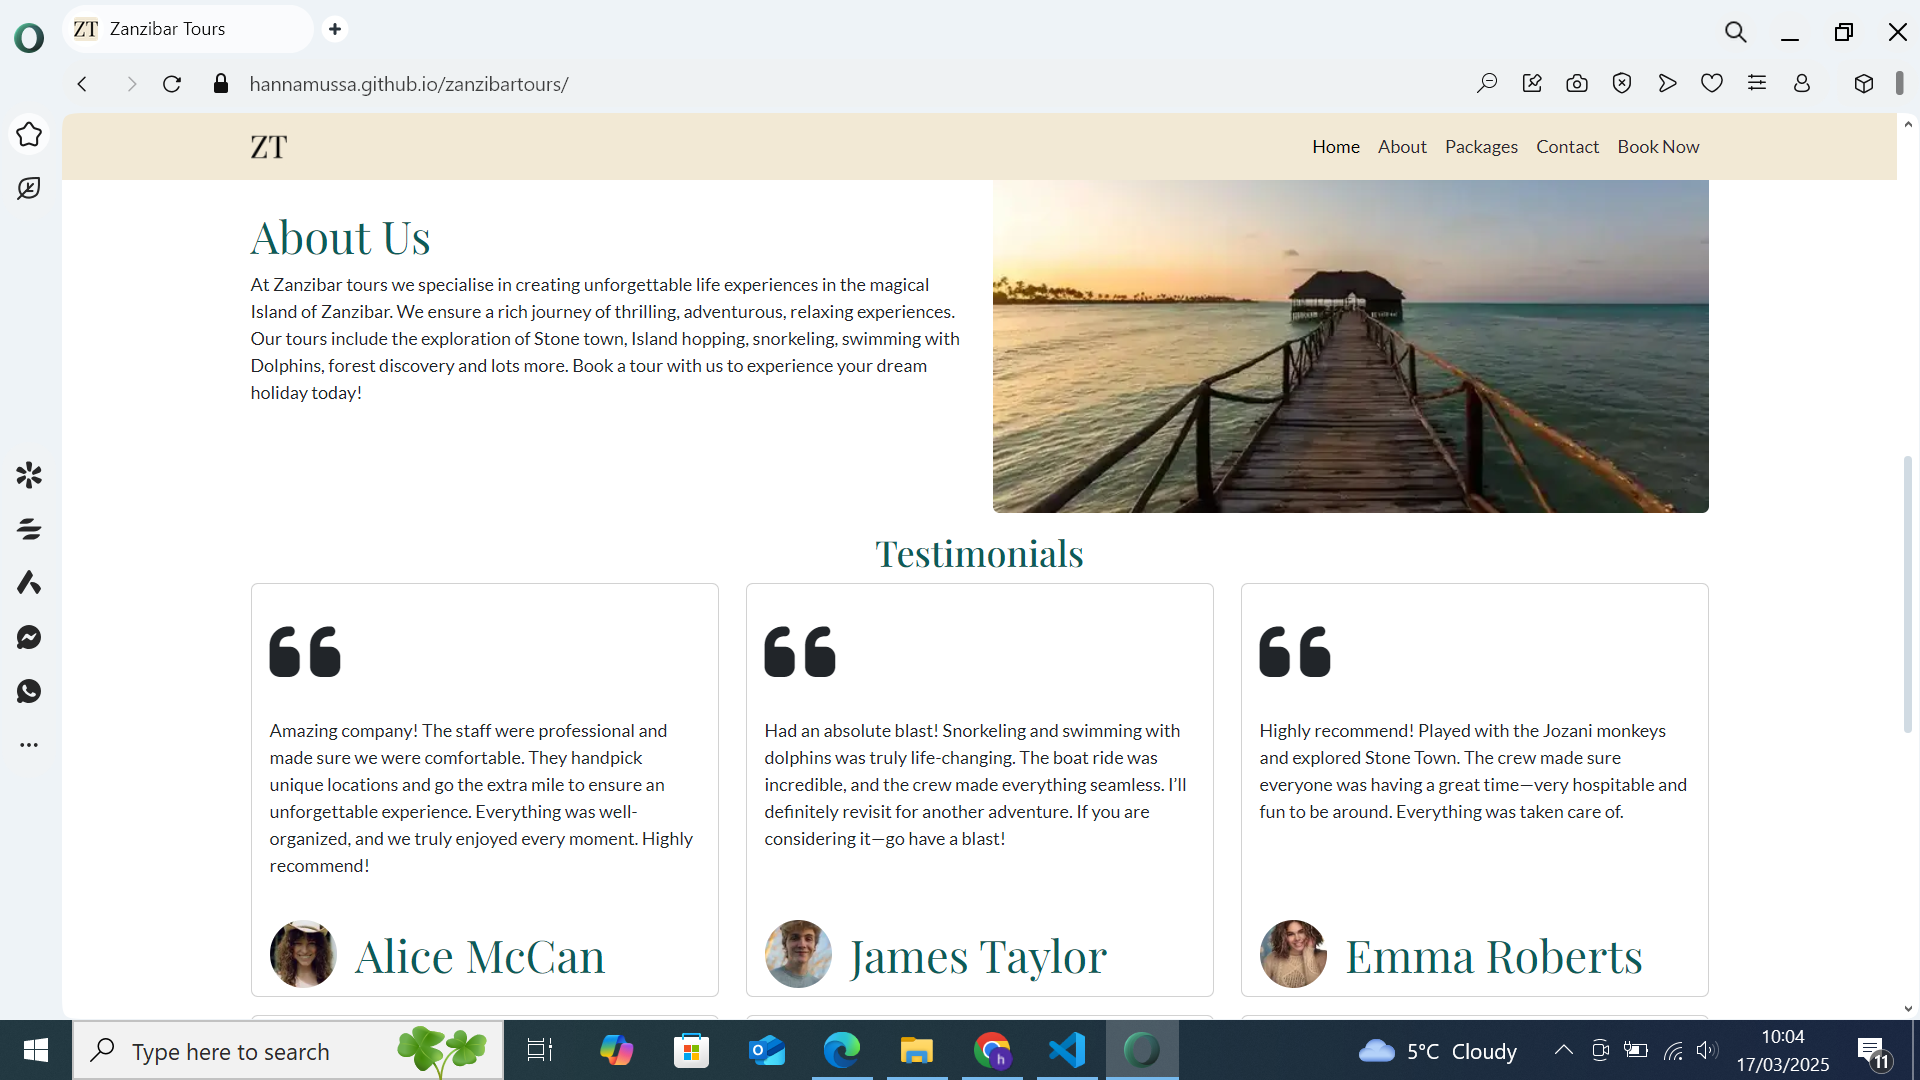 ZT Zanzibar Tours
hannamussa.github.io/zanzibartours/
ZT
Home About Packages Contact Book Now
About Us
At Zanzibar tours we specialise in creating unforgettable life experiences in the magical
Island of Zanzibar. We ensure a rich journey of thrilling, adventurous, relaxing experiences.
Our tours include the exploration of Stone town, Island hopping, snorkeling, swimming with
Dolphins, forest discovery and lots more. Book a tour with us to experience your dream
holiday today!
Testimonials
Amazing company! The staff were professional and
made sure we were comfortable. They handpick
unique locations and go the extra mile to ensure an
unforgettable experience. Everything was well-
organized, and we truly enjoyed every moment. Highly
recommend!
Alice McCan
Had an absolute blast! Snorkeling and swimming with
dolphins was truly life-changing. The boat ride was
incredible, and the crew made everything seamless. I’ll
definitely revisit for another adventure. If you are
considering it—go have a blast!
James Taylor
Highly recommend! Played with the Jozani monkeys
and explored Stone Town. The crew made sure
everyone was having a great time—very hospitable and
fun to be around. Everything was taken care of.
Emma Roberts
Type here to search
h
5°C Cloudy
10:04
17/03/2025
11